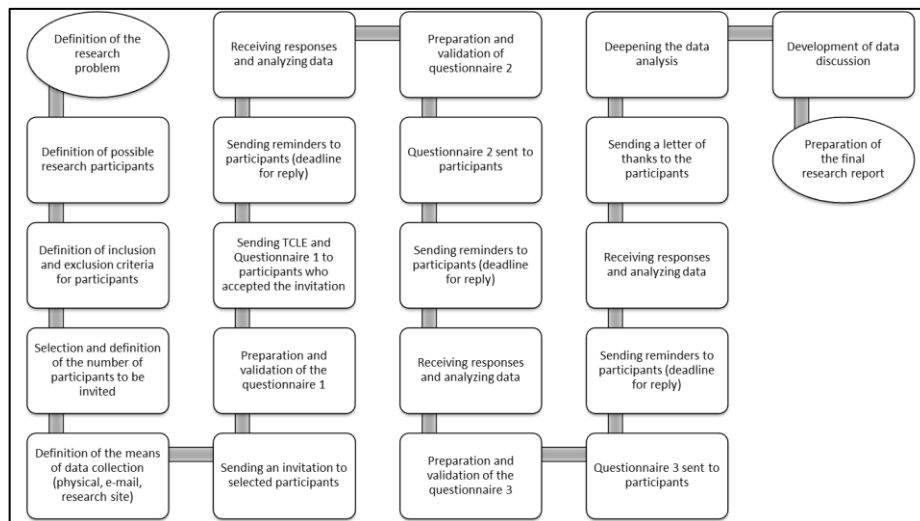 Definition of the
research
problem
Definition of possible
research participants
Definition of inclusion
and exclusion criteria
for participants
Selection and definition
of the number of
participants to be
invited
Definition of the means
of data collection
(physical, e-mail,
research site)
Sending an invitation to
selected participants
Preparation and
validation of the
questionnaire 1
Sending TCLE and
Questionnaire 1 to
participants who
accepted the invitation
Sending reminders to
participants (deadline
for reply)
Receiving responses
and analyzing data
Preparation and
validation of
questionnaire 2
Questionnaire 2 sent to
participants
Sending reminders to
participants (deadline
for reply)
Receiving responses
and analyzing data
Preparation and
validation of the
questionnaire 3
Questionnaire 3 sent to
participants
Sending reminders to
participants (deadline
for reply)
Receiving responses
and analyzing data
Sending a letter of
thanks to the
participants
Deepening the data
analysis
Development of data
discussion
Preparation of
the final
research report